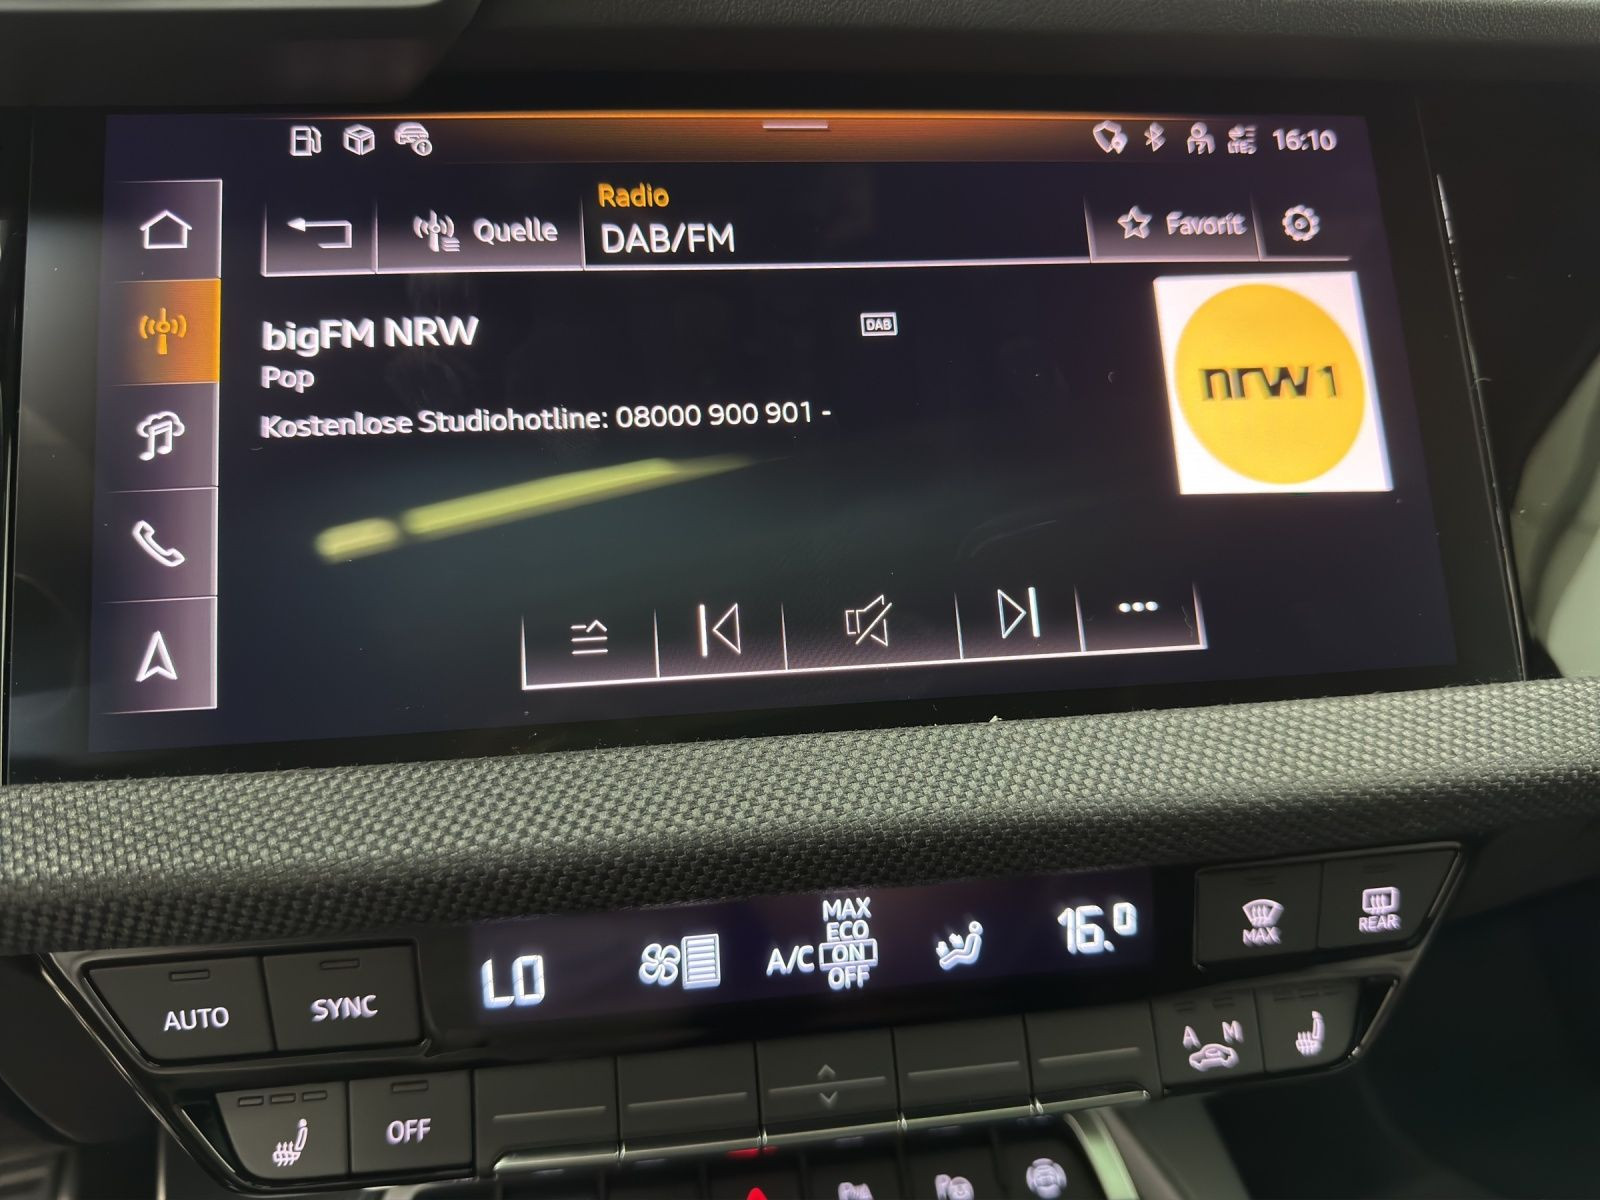 16:10
Radio
Quelle
DAB/FM
Favorit
bigFM NRW
DAB
Pop
Kostenlose Studiohotline: 08000 900 901 -
nrw 1
MAX
ECO
LO
A/C ON
OFF
16.0
MAX
REAR
AUTO
SYNC
A M
OFF